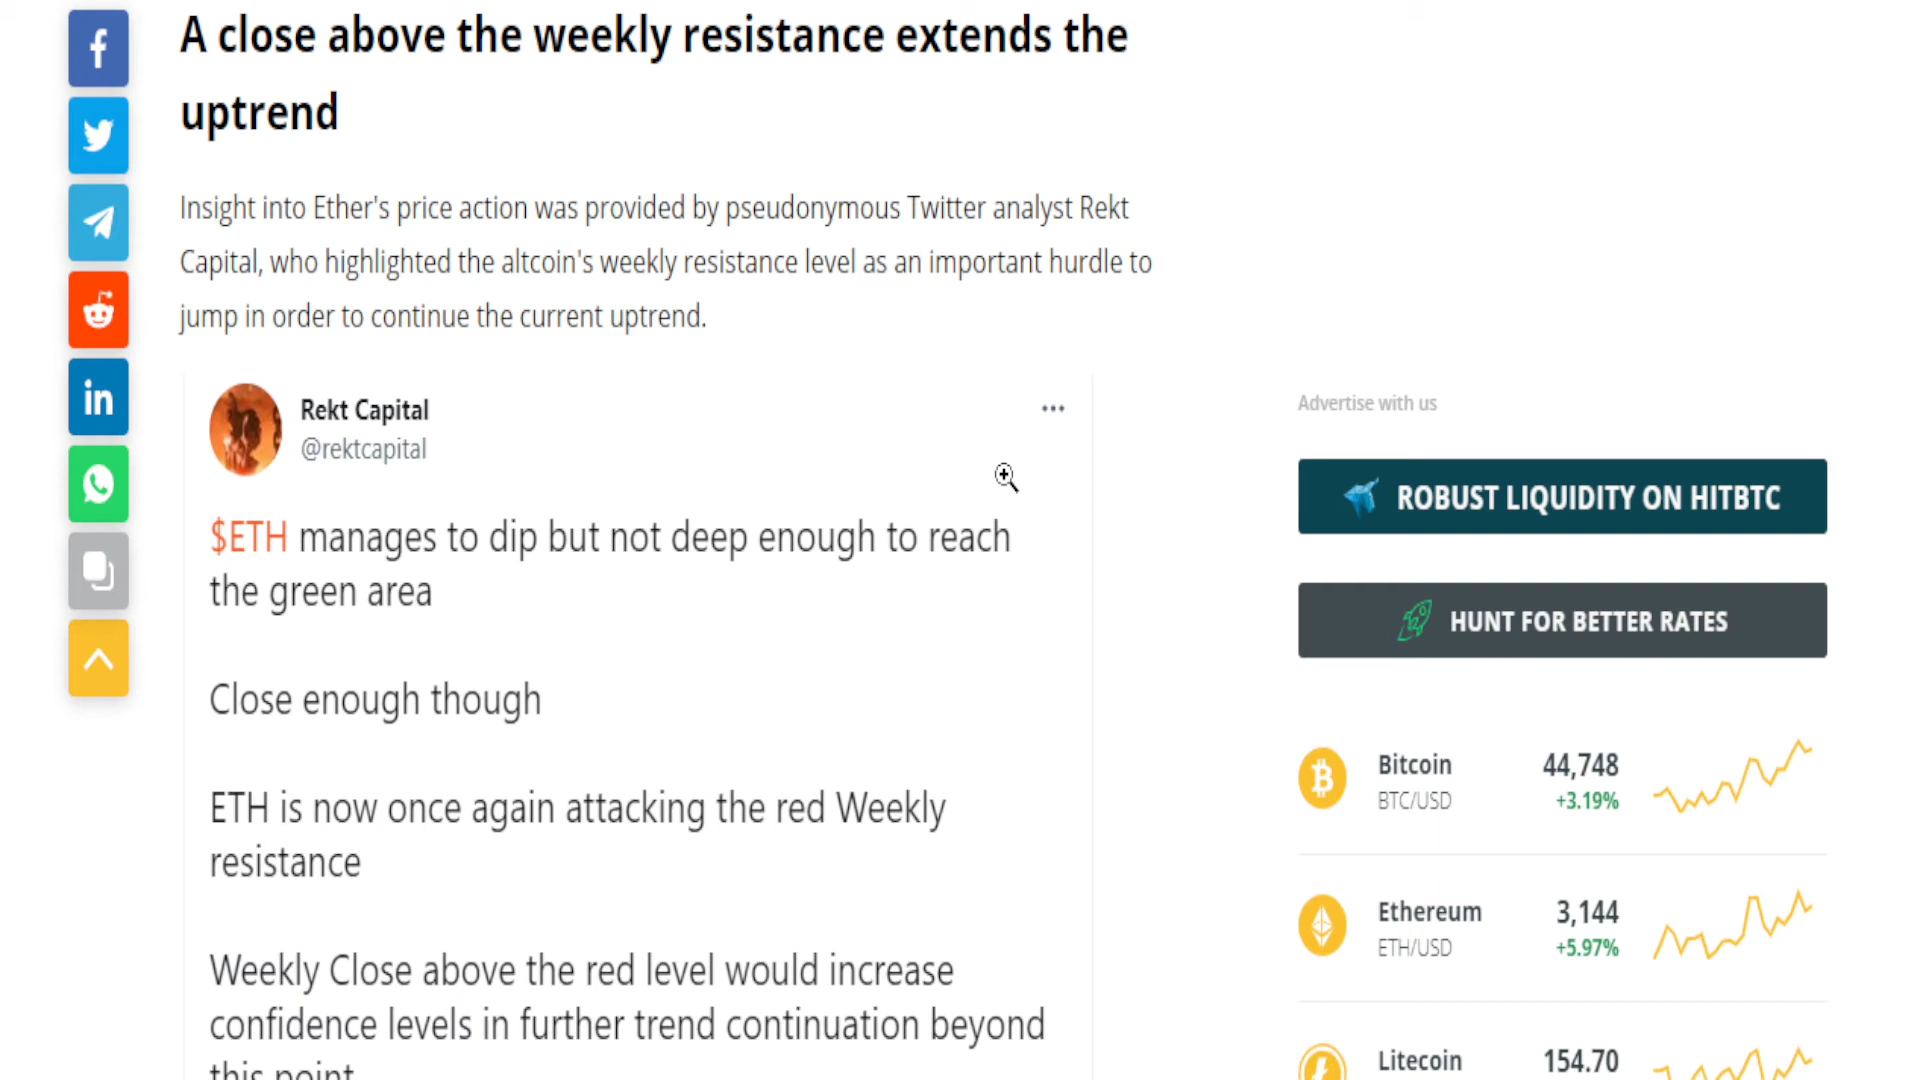 A close above the weekly resistance extends the
uptrend
Insight into Ether's price action was provided by pseudonymous Twitter analyst Rekt
Capital, who highlighted the altcoin's weekly resistance level as an important hurdle to
jump in order to continue the current uptrend.
Rekt Capital
@rektcapital
$ETH manages to dip but not deep enough to reach
the green area
Close enough though
ETH is now once again attacking the red Weekly
resistance
Weekly Close above the red level would increase
confidence levels in further trend continuation beyond
this point
Advertise with us
ROBUST LIQUIDITY ON HITBTC
HUNT FOR BETTER RATES
Bitcoin 44,748
BTC/USD +3.19%
Ethereum 3,144
ETH/USD +5.97%
Litecoin 154.70